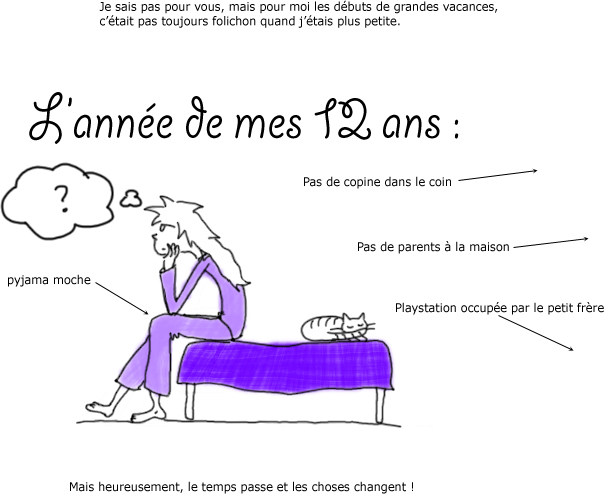 Je sais pas pour vous, mais pour moi les débuts de grandes vacances,
c'était pas toujours folichon quand j'étais plus petite.
L'année de mes 12 ans :
?
Pas de copine dans le coin
Pas de parents à la maison
pyjama moche
Playstation occupée par le petit frère
Mais heureusement, le temps passe et les choses changent !